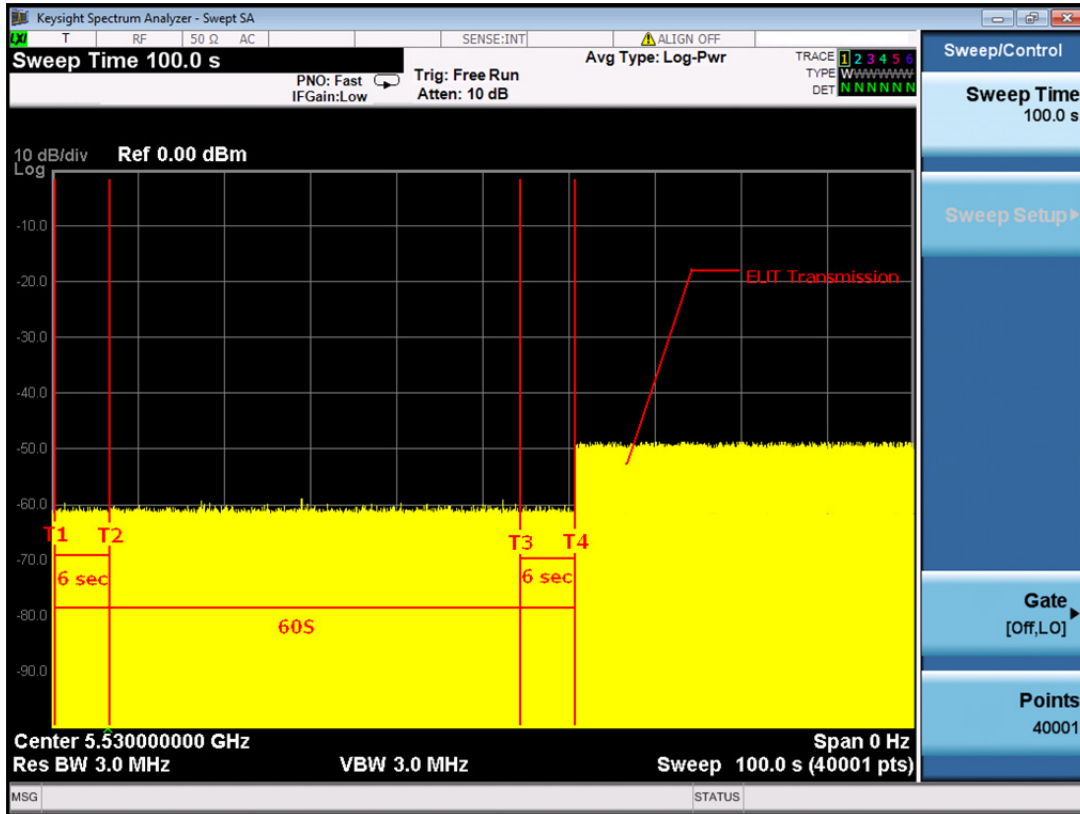 Keysight Spectrum Analyzer - Swept SA
LXI T RF 50 Ω AC SENSE:INT ALIGN OFF
Sweep Time 100.0 s
PNO: Fast
IFGain:Low
Trig: Free Run
Atten: 10 dB
Avg Type: Log-Pwr
TRACE 1 2 3 4 5 6
TYPE WWWWWW
DET N N N N N N
10 dB/div Ref 0.00 dBm
Log
-10.0
-20.0
-30.0
-40.0
-50.0
-60.0
-70.0
-80.0
-90.0
EUT Transmission
T1 T2 T3 T4
6 sec 6 sec
60S
Center 5.530000000 GHz Span 0 Hz
Res BW 3.0 MHz VBW 3.0 MHz Sweep 100.0 s (40001 pts)
MSG STATUS
Sweep/Control
Sweep Time
100.0 s
Sweep Setup
Gate
[Off,LO]
Points
40001